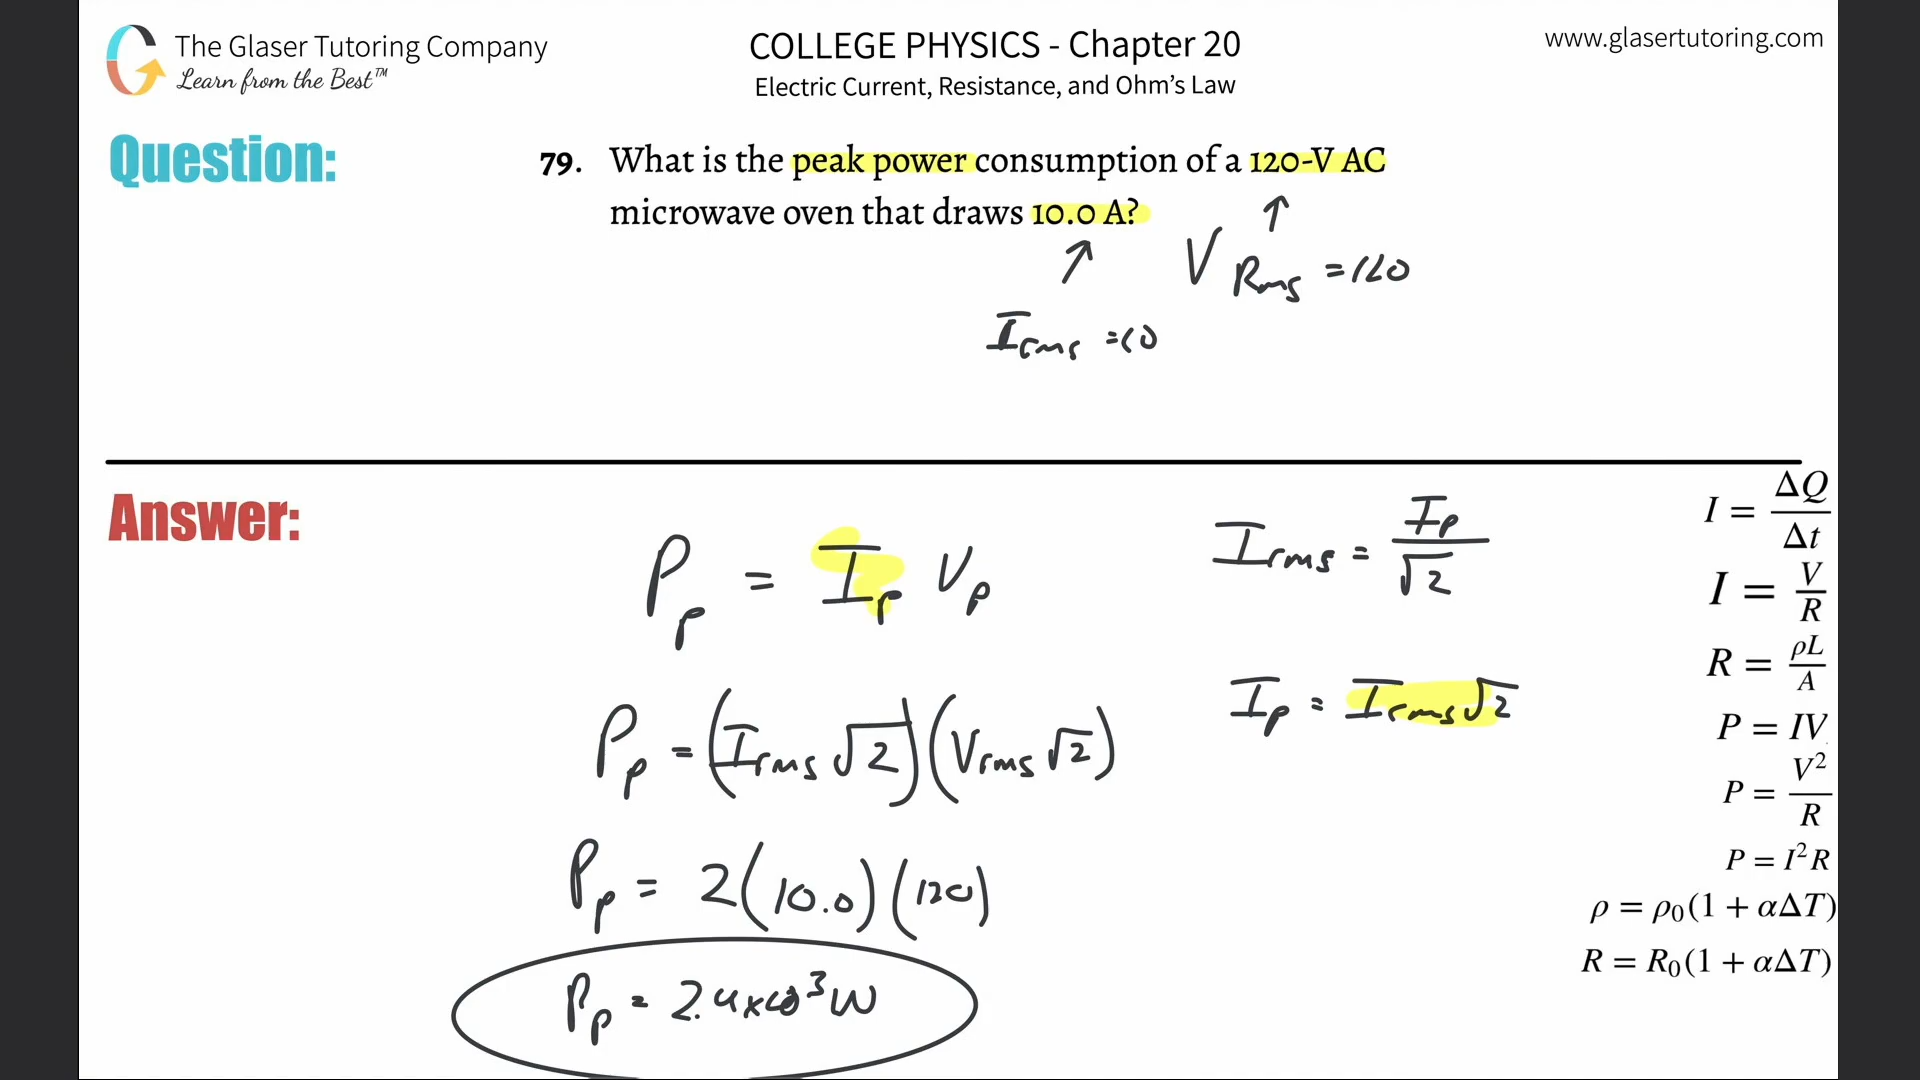 The Glaser Tutoring Company
Learn from the Best™
COLLEGE PHYSICS - Chapter 20
Electric Current, Resistance, and Ohm's Law
www.glasertutoring.com
Question:
79. What is the peak power consumption of a 120-V AC
microwave oven that draws 10.0 A?
V Rms = 120
Irms = 10
Answer:
Pp = Ip Vp
Irms = Ip/√2
Pp = (Irms √2)(Vrms √2)
Ip = Irms √2
Pp = 2(10.0)(120)
Pp = 2.4x10³W
I = ΔQ/Δt
I = V/R
R = ρL/A
P = IV
P = V²/R
P = I²R
ρ = ρ₀(1 + αΔT)
R = R₀(1 + αΔT)